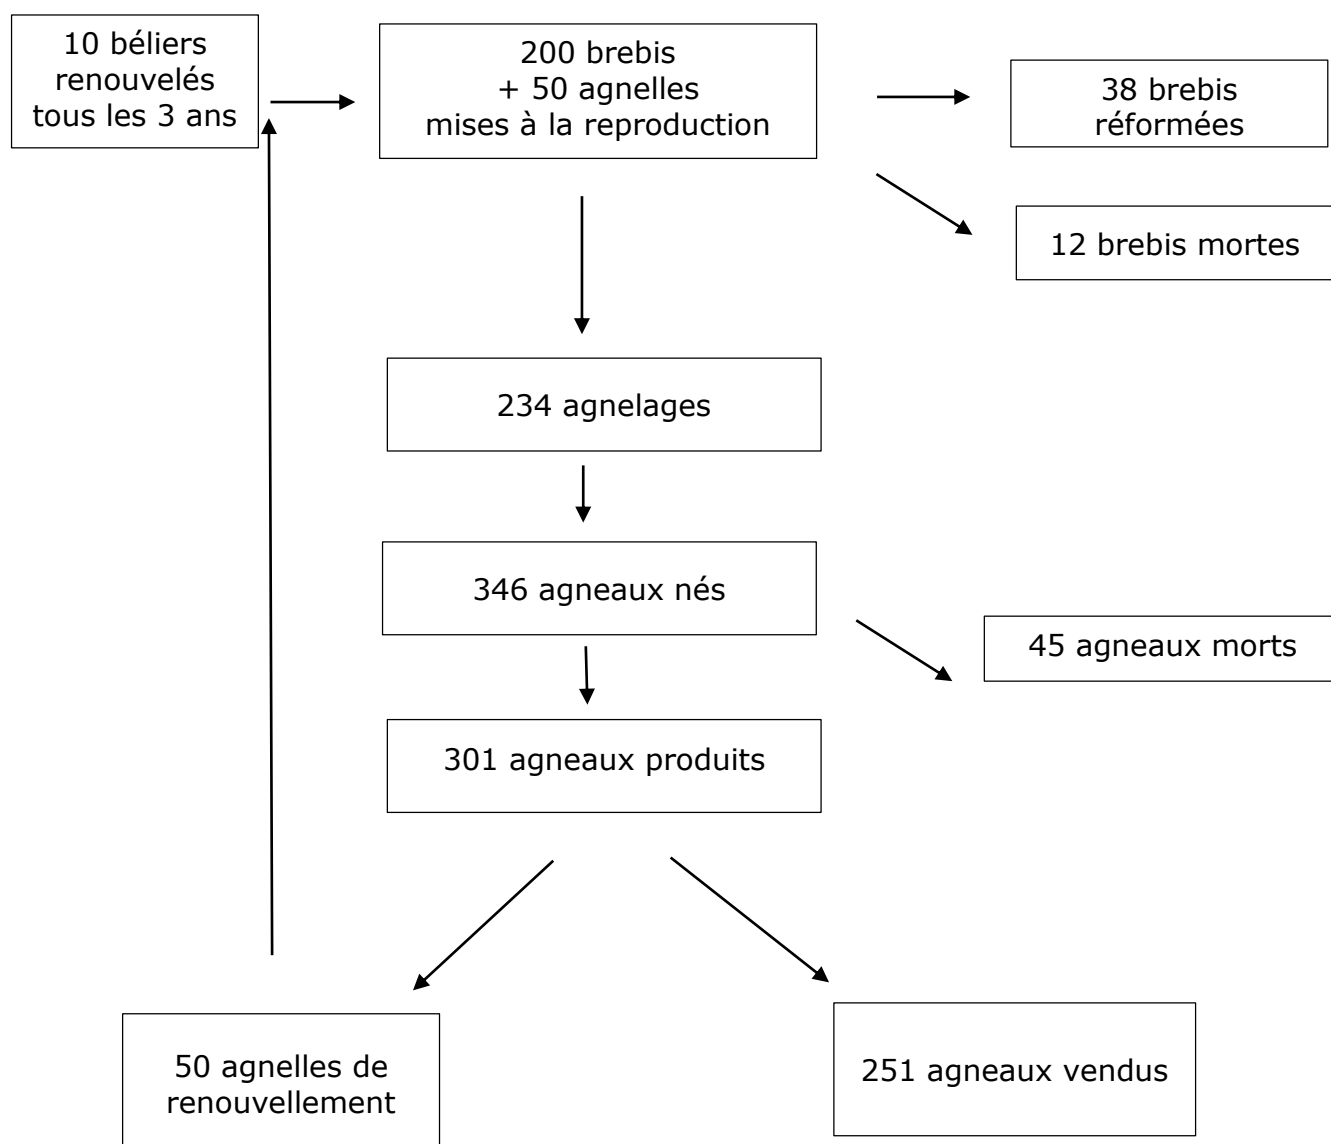 10 béliers
renouvelés
tous les 3 ans
200 brebis
+ 50 agnelles
mises à la reproduction
38 brebis
réformées
12 brebis mortes
234 agnelages
346 agneaux nés
45 agneaux morts
301 agneaux produits
50 agnelles de
renouvellement
251 agneaux vendus